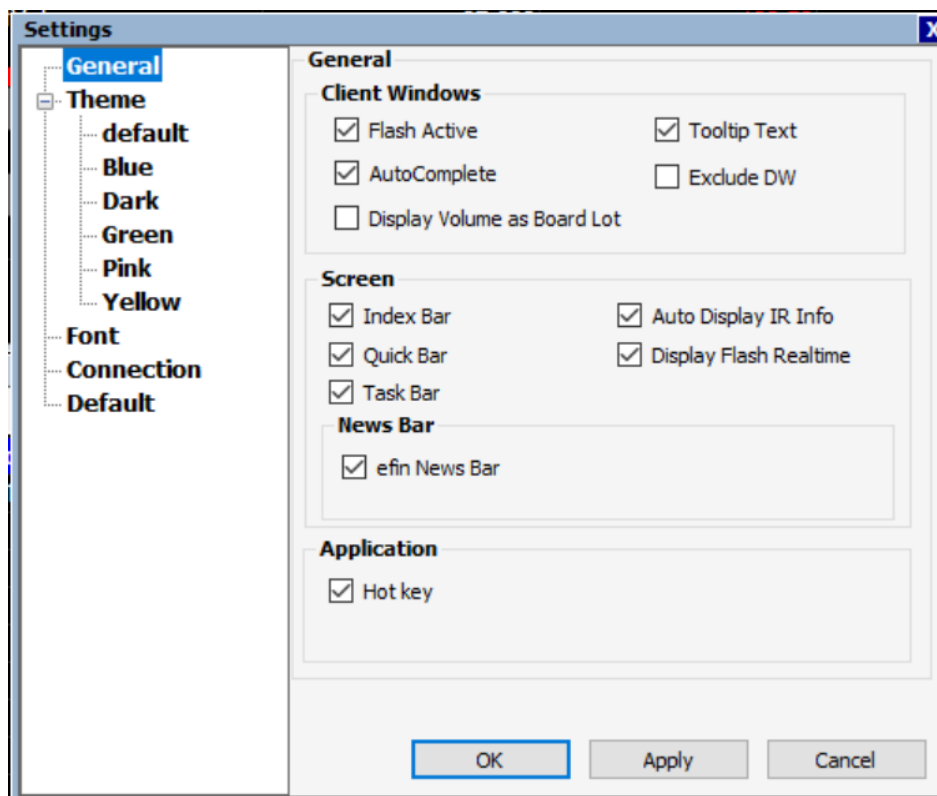 Settings
X
General
Theme
default
Blue
Dark
Green
Pink
Yellow
Font
Connection
Default
General
Client Windows
Flash Active
Tooltip Text
AutoComplete
Exclude DW
Display Volume as Board Lot
Screen
Index Bar
Auto Display IR Info
Quick Bar
Display Flash Realtime
Task Bar
News Bar
efin News Bar
Application
Hot key
OK
Apply
Cancel